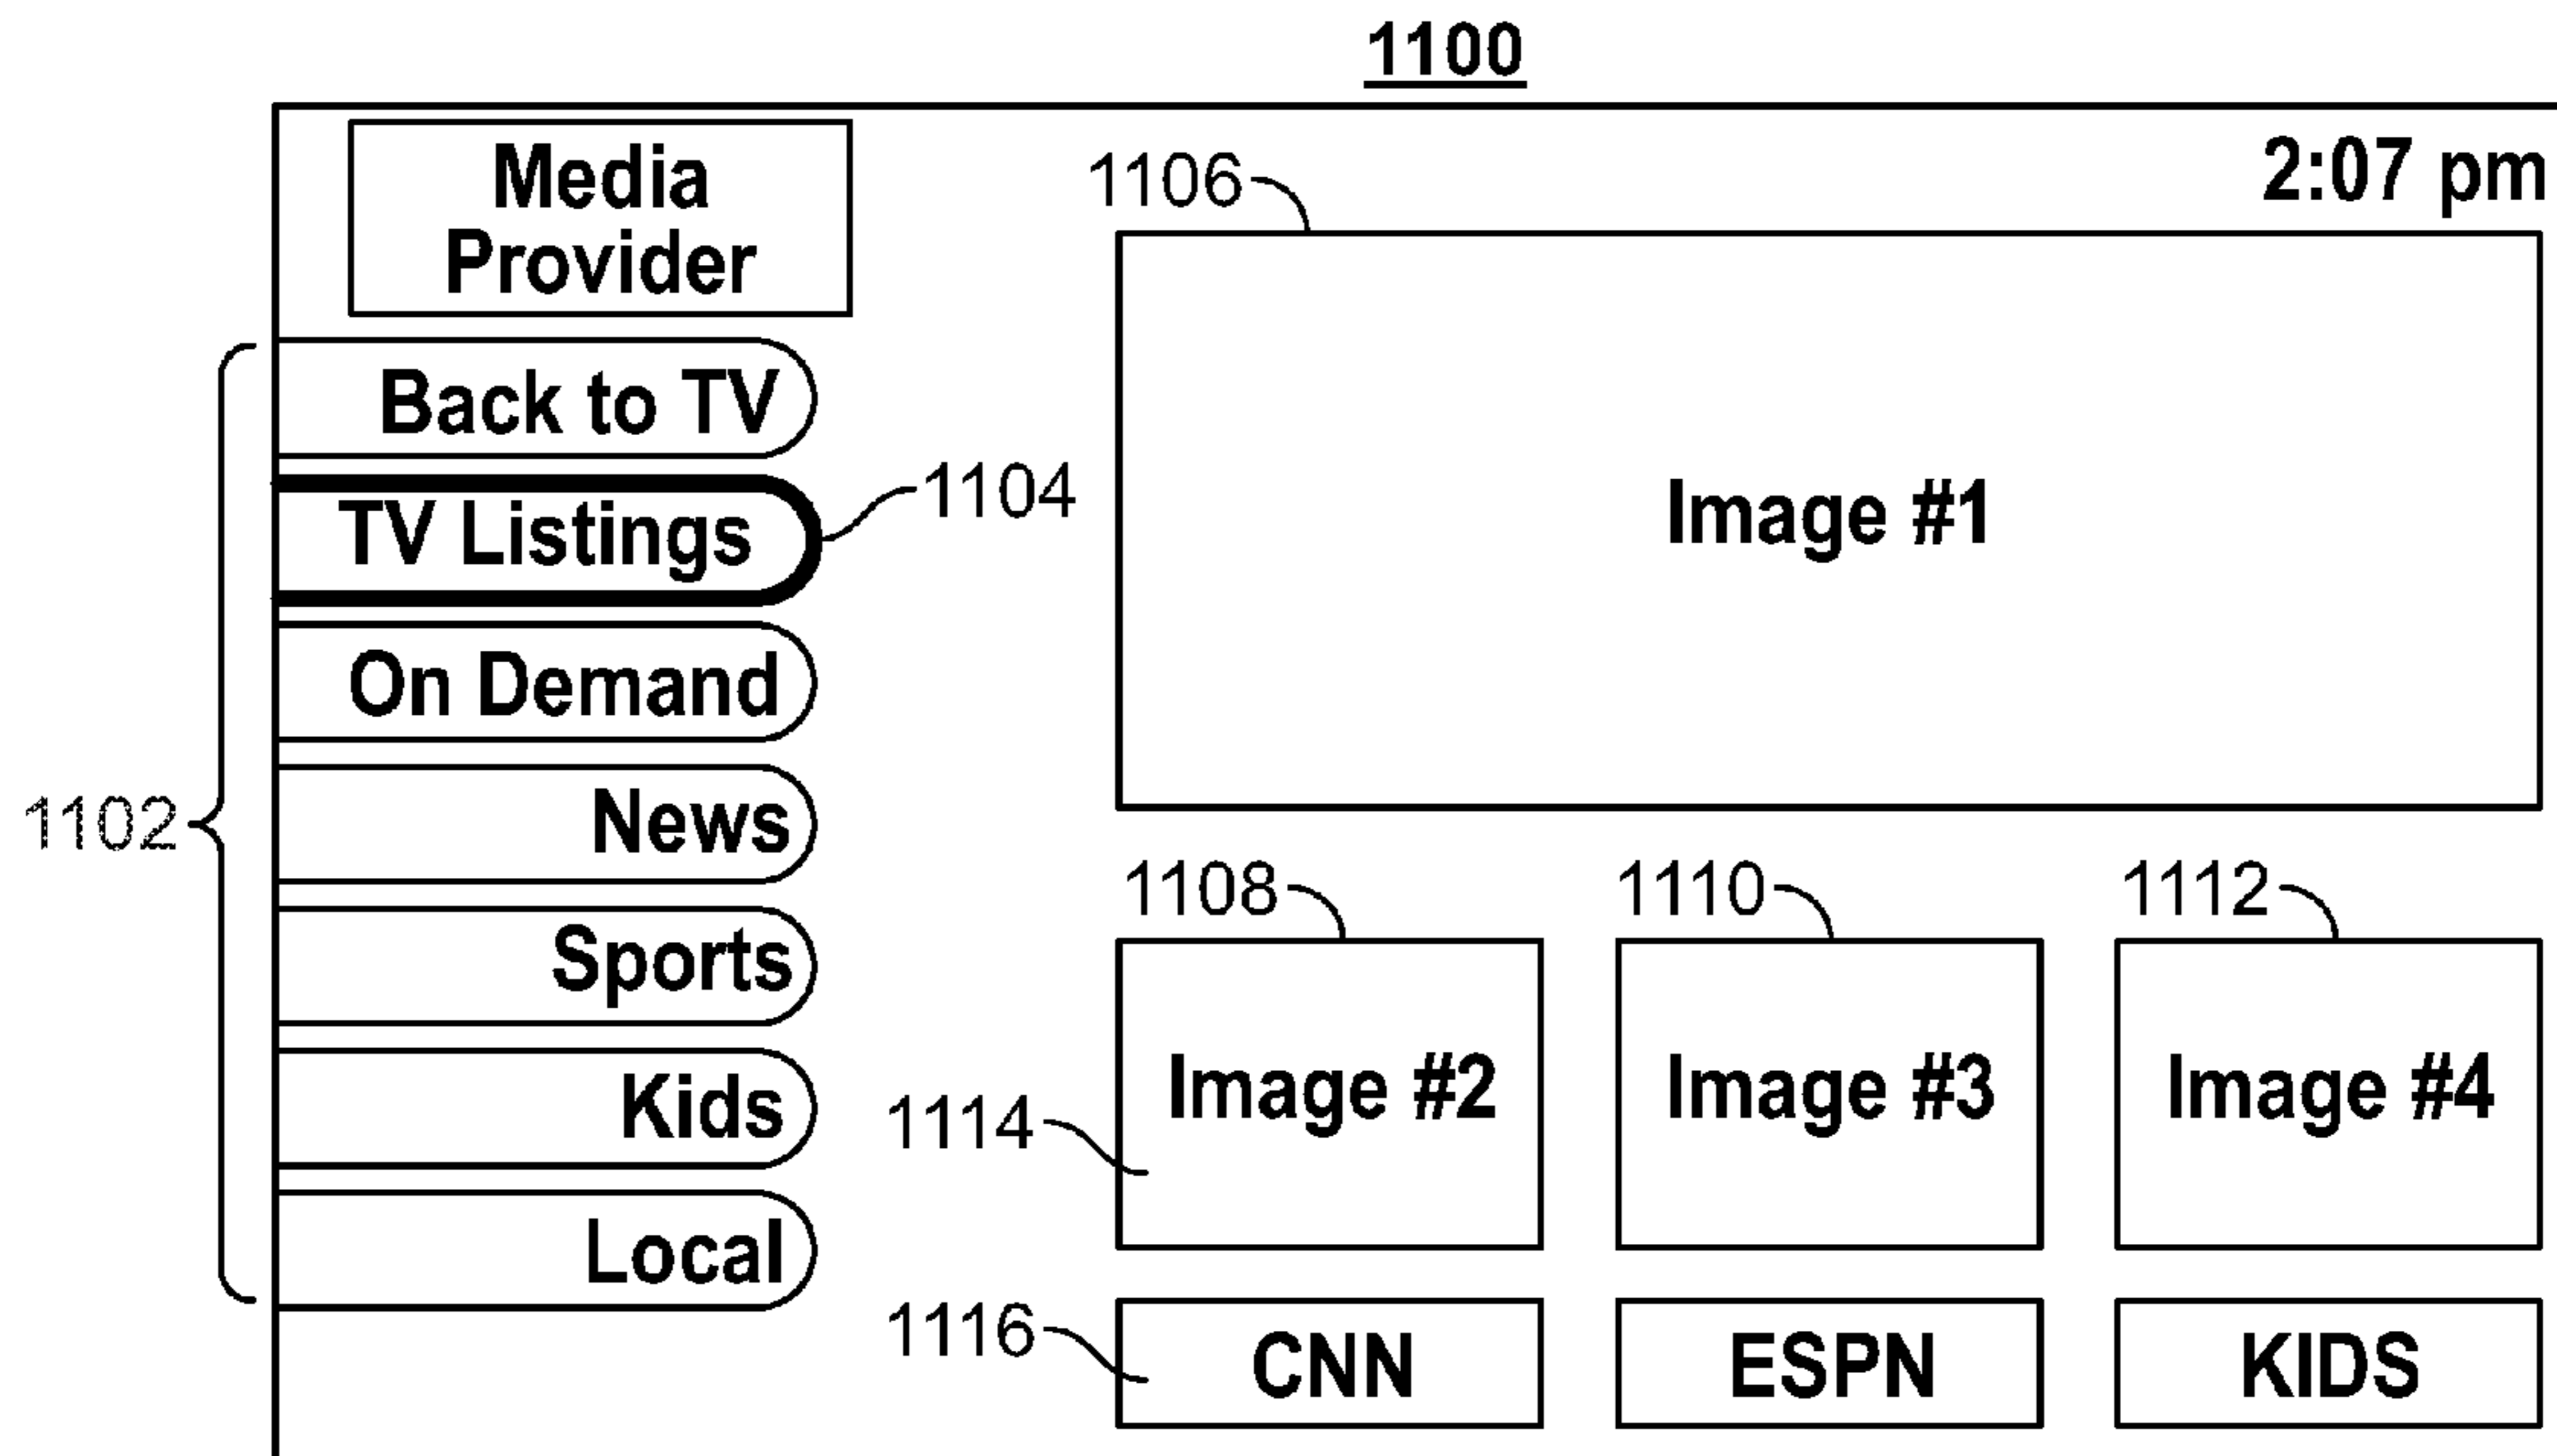 1100
Media
Provider
2:07 pm
1106
Back to TV
TV Listings
1104
On Demand
News
Sports
Kids
Local
1102
Image #1
1108
1110
1112
Image #2
Image #3
Image #4
1114
1116
CNN
ESPN
KIDS